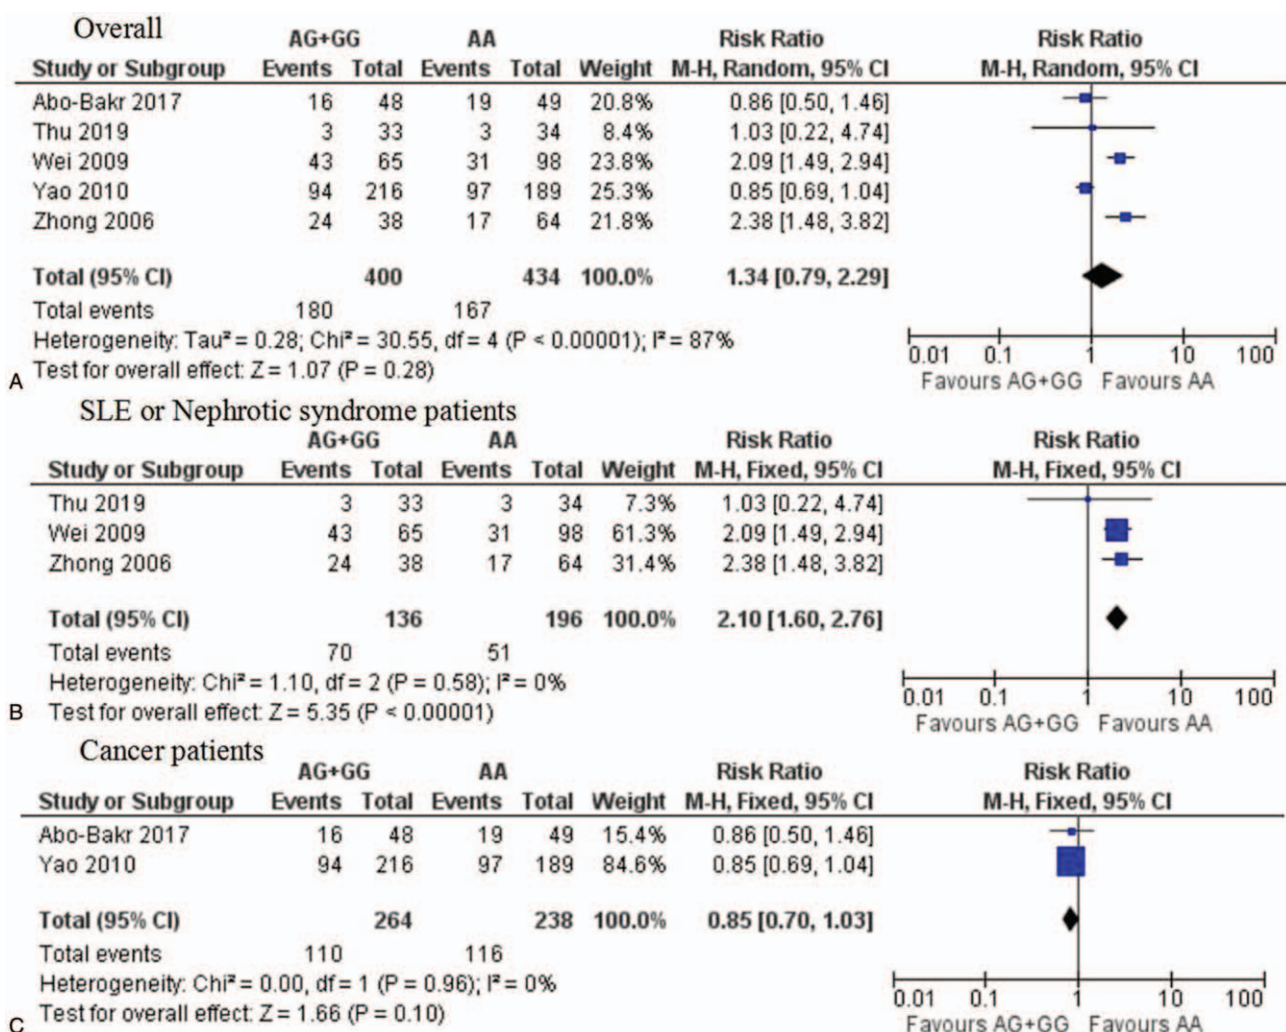 Overall
AG+GG AA Risk Ratio Risk Ratio
Study or Subgroup Events Total Events Total Weight M-H, Random, 95% CI M-H, Random, 95% CI
Abo-Bakr 2017 16 48 19 49 20.8% 0.86 [0.50, 1.46]
Thu 2019 3 33 3 34 8.4% 1.03 [0.22, 4.74]
Wei 2009 43 65 31 98 23.8% 2.09 [1.49, 2.94]
Yao 2010 94 216 97 189 25.3% 0.85 [0.69, 1.04]
Zhong 2006 24 38 17 64 21.8% 2.38 [1.48, 3.82]
Total (95% CI) 400 434 100.0% 1.34 [0.79, 2.29]
Total events 180 167
Heterogeneity: Tau² = 0.28; Chi² = 30.55, df = 4 (P < 0.00001); I² = 87%
0.01 0.1 1 10 100
A Test for overall effect: Z = 1.07 (P = 0.28) Favours AG+GG Favours AA
SLE or Nephrotic syndrome patients
AG+GG AA Risk Ratio Risk Ratio
Study or Subgroup Events Total Events Total Weight M-H, Fixed, 95% CI M-H, Fixed, 95% CI
Thu 2019 3 33 3 34 7.3% 1.03 [0.22, 4.74]
Wei 2009 43 65 31 98 61.3% 2.09 [1.49, 2.94]
Zhong 2006 24 38 17 64 31.4% 2.38 [1.48, 3.82]
Total (95% CI) 136 196 100.0% 2.10 [1.60, 2.76]
Total events 70 51
Heterogeneity: Chi² = 1.10, df = 2 (P = 0.58); I² = 0%
0.01 0.1 1 10 100
B Test for overall effect: Z = 5.35 (P < 0.00001) Favours AG+GG Favours AA
Cancer patients
AG+GG AA Risk Ratio Risk Ratio
Study or Subgroup Events Total Events Total Weight M-H, Fixed, 95% CI M-H, Fixed, 95% CI
Abo-Bakr 2017 16 48 19 49 15.4% 0.86 [0.50, 1.46]
Yao 2010 94 216 97 189 84.6% 0.85 [0.69, 1.04]
Total (95% CI) 264 238 100.0% 0.85 [0.70, 1.03]
Total events 110 116
Heterogeneity: Chi² = 0.00, df = 1 (P = 0.96); I² = 0%
0.01 0.1 1 10 100
C Test for overall effect: Z = 1.66 (P = 0.10) Favours AG+GG Favours AA